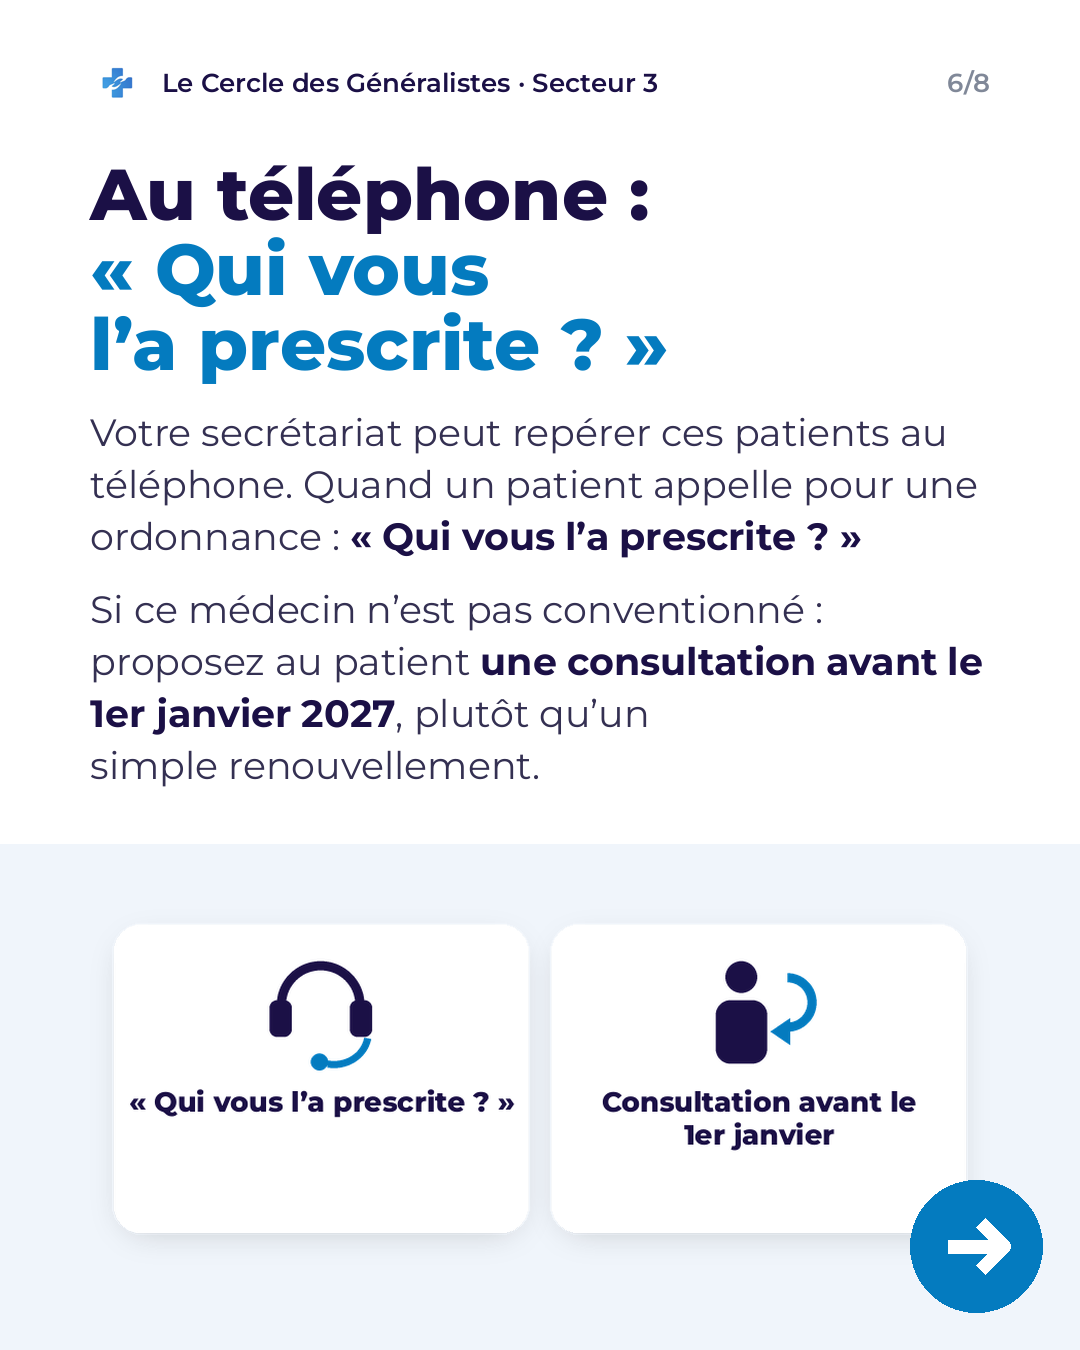 Le Cercle des Généralistes · Secteur 3
6/8
Au téléphone :
« Qui vous
l’a prescrite ? »
Votre secrétariat peut repérer ces patients au
téléphone. Quand un patient appelle pour une
ordonnance : « Qui vous l’a prescrite ? »
Si ce médecin n’est pas conventionné :
proposez au patient une consultation avant le
1er janvier 2027, plutôt qu’un
simple renouvellement.
« Qui vous l’a prescrite ? »
Consultation avant le
1er janvier